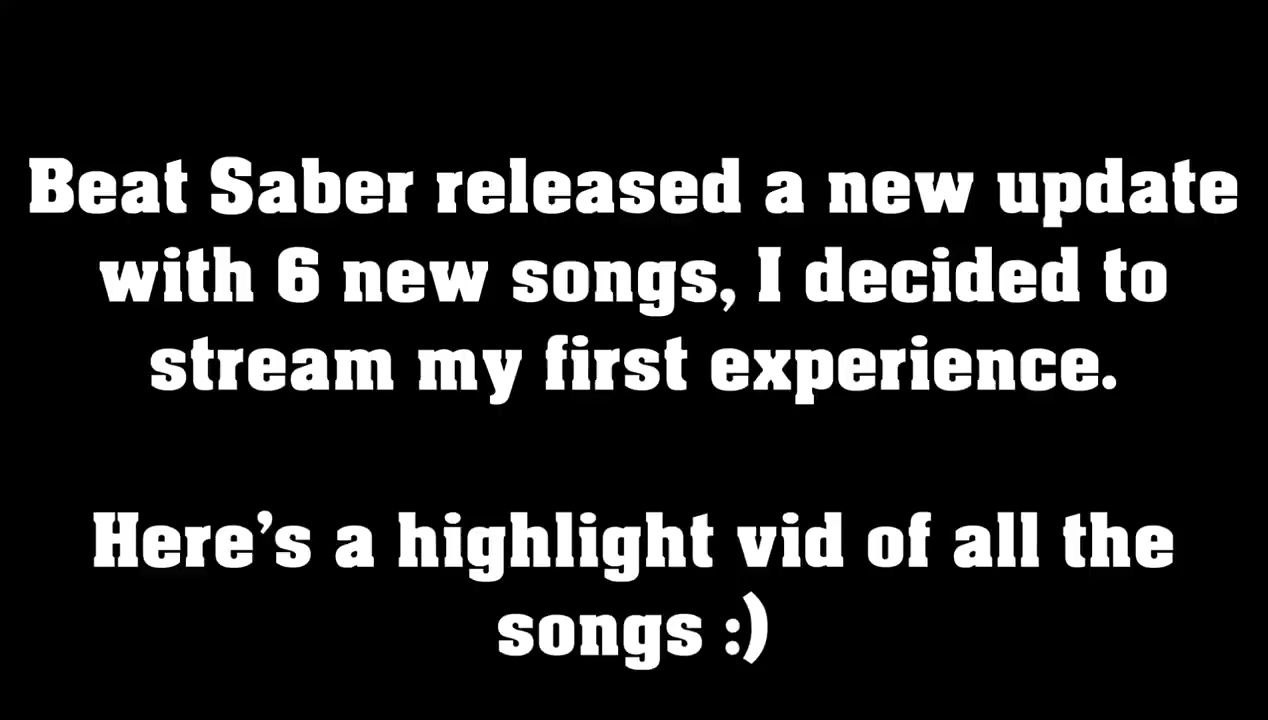 Beat Saber released a new update
with 6 new songs, I decided to
stream my first experience.
Here’s a highlight vid of all the
songs :)